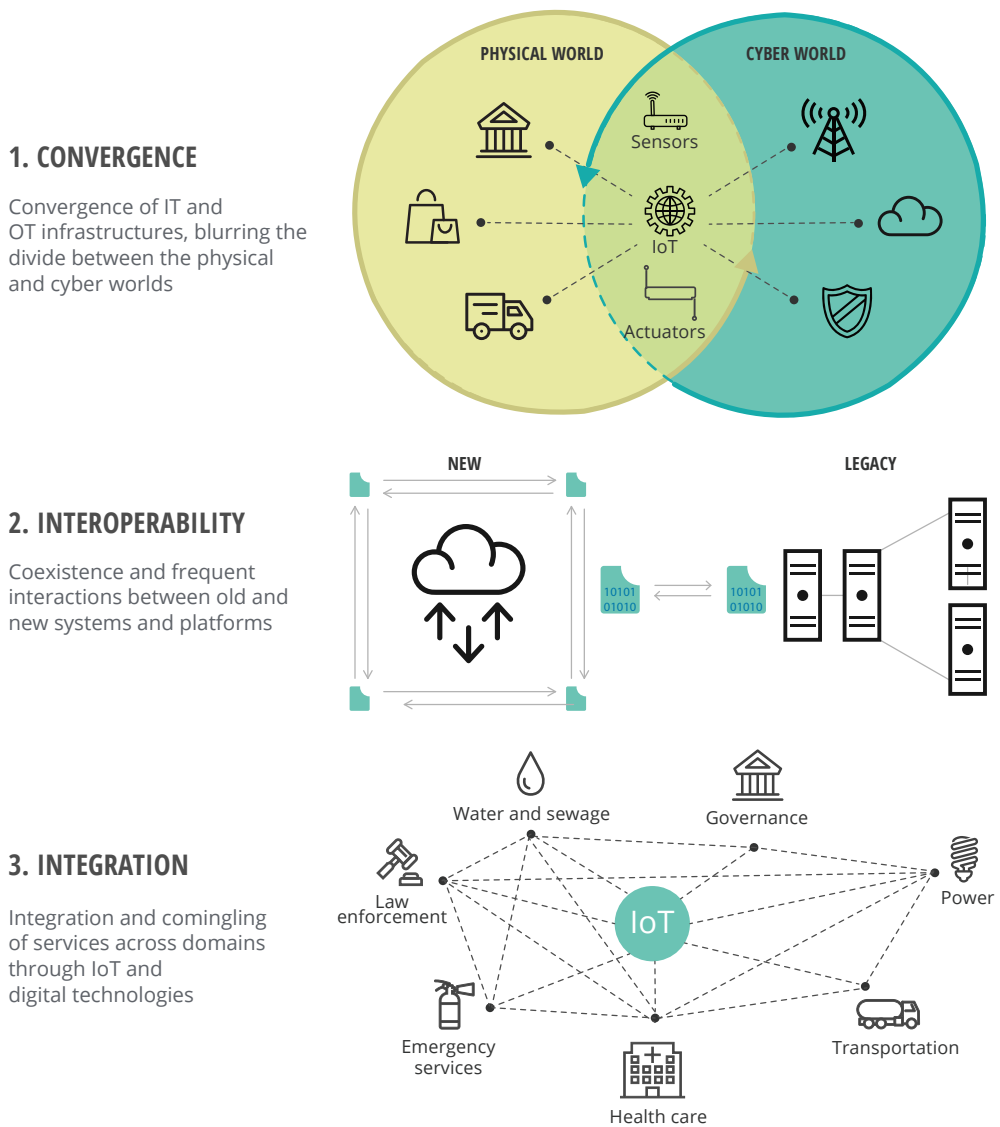 PHYSICAL WORLD
CYBER WORLD
Sensors
1. CONVERGENCE
Convergence of IT and
OT infrastructures, blurring the
divide between the physical
and cyber worlds
IoT
Actuators
NEW
LEGACY
2. INTEROPERABILITY
Coexistence and frequent
interactions between old and
new systems and platforms
10101
01010
10101
01010
Water and sewage
Governance
3. INTEGRATION
Integration and comingling
of services across domains
through IoT and
digital technologies
Law
enforcement
Power
IoT
Emergency
services
Transportation
Health care